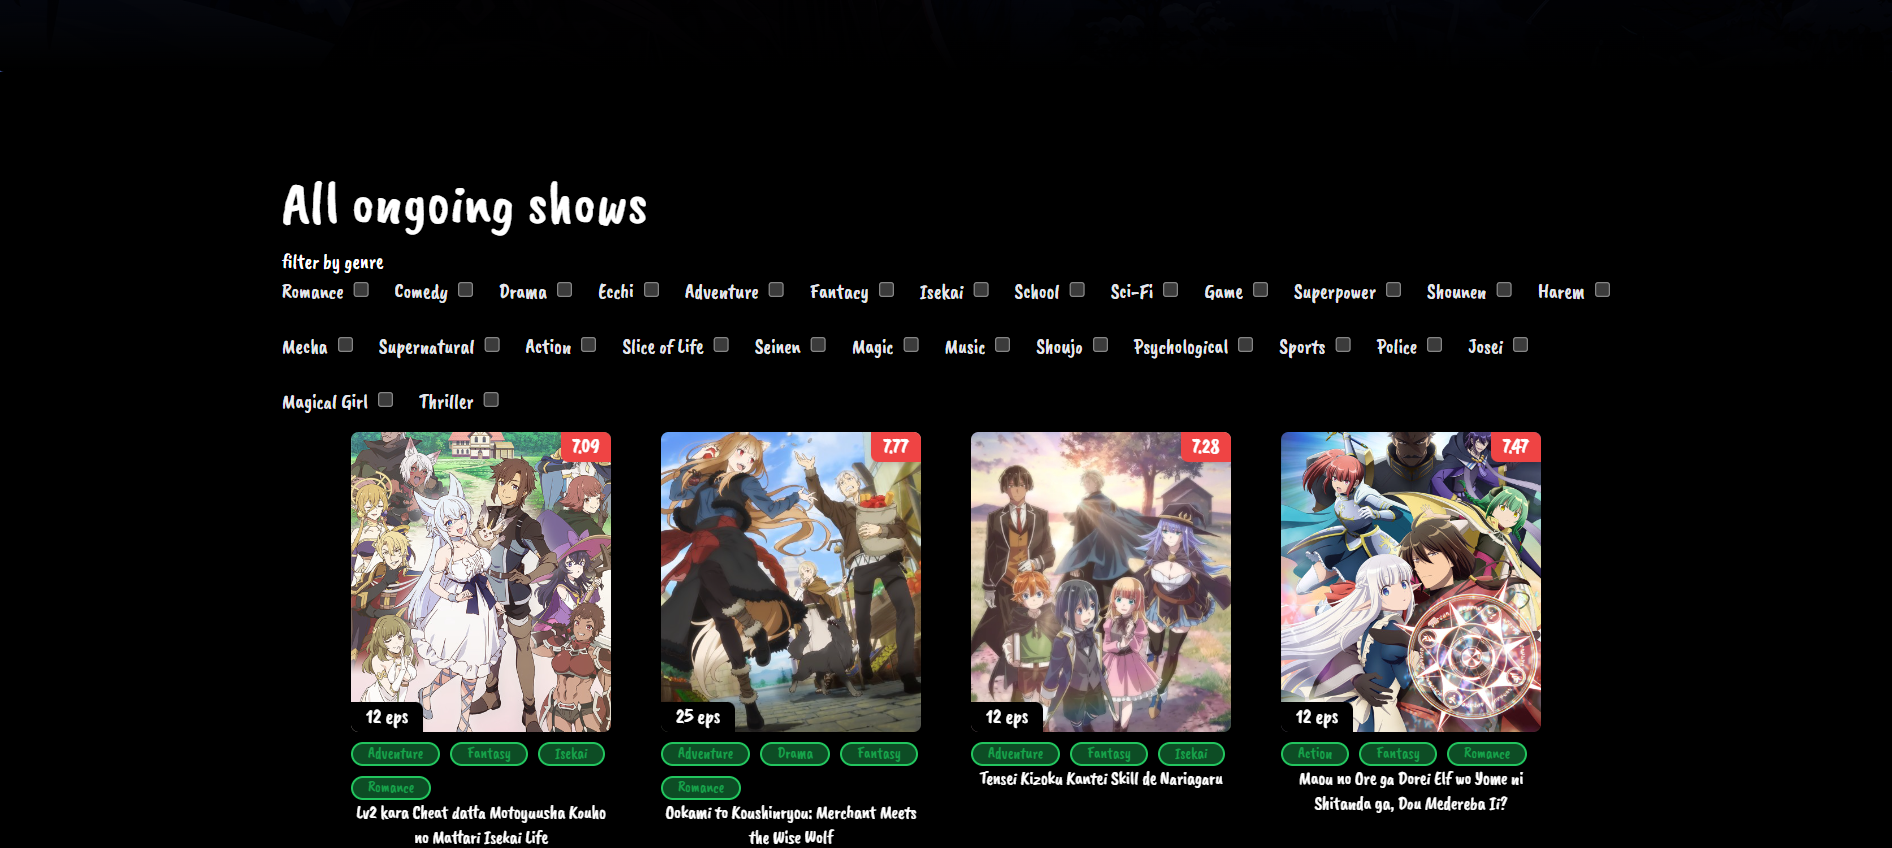 All ongoing shows
filter by genre
Romance Comedy Drama Ecchi Adventure Fantasy Isekai School Sci-Fi Game Superpower Shounen Harem
Mecha Supernatural Action Slice of Life Seinen Magic Music Shoujo Psychological Sports Police Josei
Magical Girl Thriller
7.09 7.77 7.28 7.47
12 eps 25 eps 12 eps 12 eps
Adventure Fantasy Isekai Adventure Drama Fantasy Adventure Fantasy Isekai Action Fantasy Romance
Romance Romance
Tensei Kizoku Kantei Skill de Nariagaru
Maou no Ore ga Dorei Elf wo Yome ni
Shitanda ga, Dou Medereba Ii?
Lv2 kara Cheat datta Motoyuusha Kouho
no Mattari Isekai Life
Ookami to Koushinryou: Merchant Meets
the Wise Wolf